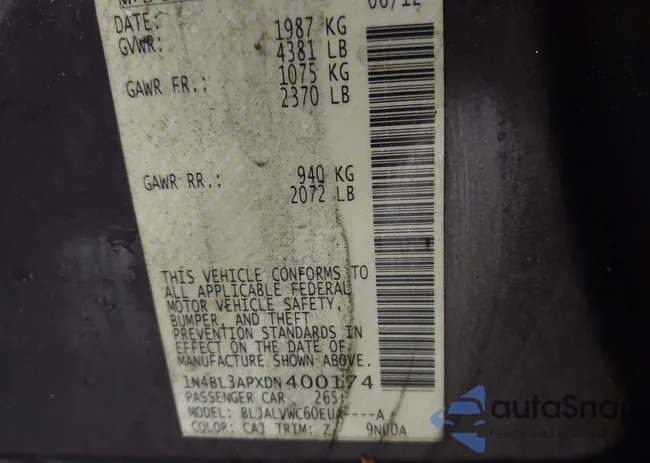 DATE: 06/12
GVWR: 1987 KG
4381 LB
GAWR FR.: 1075 KG
2370 LB
GAWR RR.: 940 KG
2072 LB
THIS VEHICLE CONFORMS TO
ALL APPLICABLE FEDERAL
MOTOR VEHICLE SAFETY,
BUMPER, AND THEFT
PREVENTION STANDARDS IN
EFFECT ON THE DATE OF
MANUFACTURE SHOWN ABOVE.
1N4BL3APXDN400174
PASSENGER CAR 265
MODEL: BLJALVWC60EUA----A
COLOR: CAJ TRIM: Z 9N00A
autoSnap